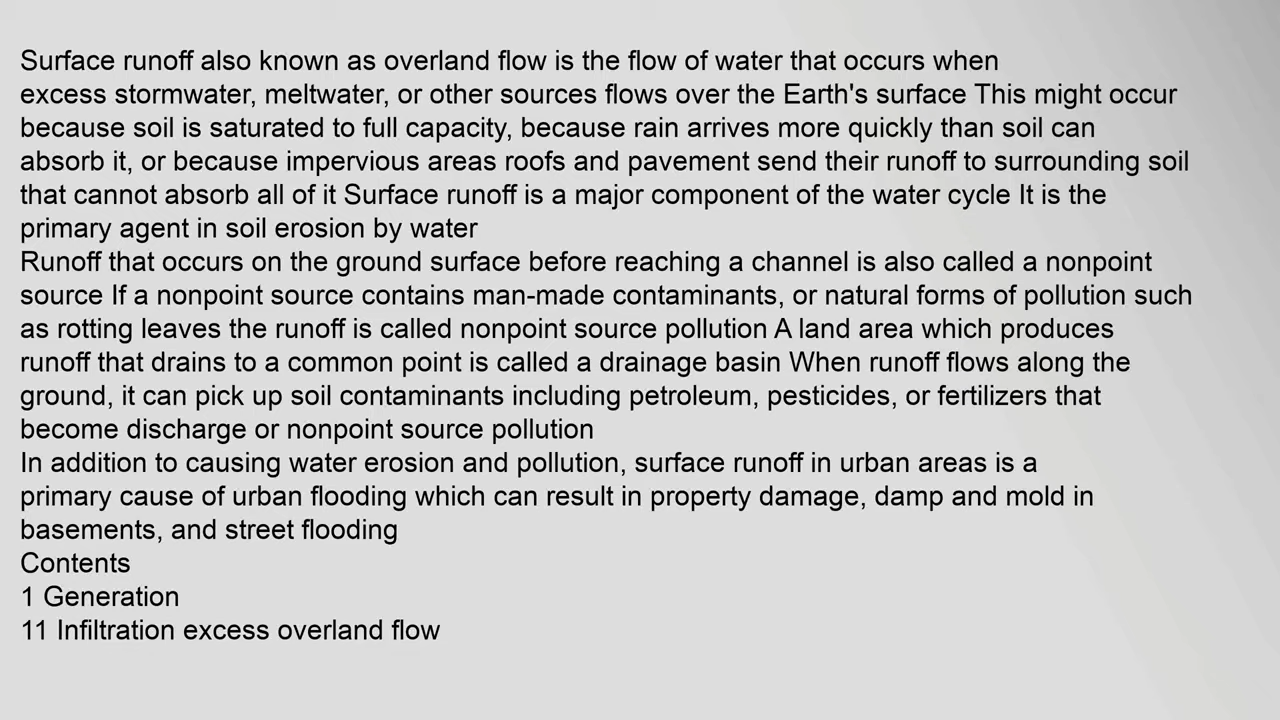 Surface runoff also known as overland flow is the flow of water that occurs when
excess stormwater, meltwater, or other sources flows over the Earth's surface This might occur
because soil is saturated to full capacity, because rain arrives more quickly than soil can
absorb it, or because impervious areas roofs and pavement send their runoff to surrounding soil
that cannot absorb all of it Surface runoff is a major component of the water cycle It is the
primary agent in soil erosion by water
Runoff that occurs on the ground surface before reaching a channel is also called a nonpoint
source If a nonpoint source contains man-made contaminants, or natural forms of pollution such
as rotting leaves the runoff is called nonpoint source pollution A land area which produces
runoff that drains to a common point is called a drainage basin When runoff flows along the
ground, it can pick up soil contaminants including petroleum, pesticides, or fertilizers that
become discharge or nonpoint source pollution
In addition to causing water erosion and pollution, surface runoff in urban areas is a
primary cause of urban flooding which can result in property damage, damp and mold in
basements, and street flooding
Contents
1 Generation
11 Infiltration excess overland flow